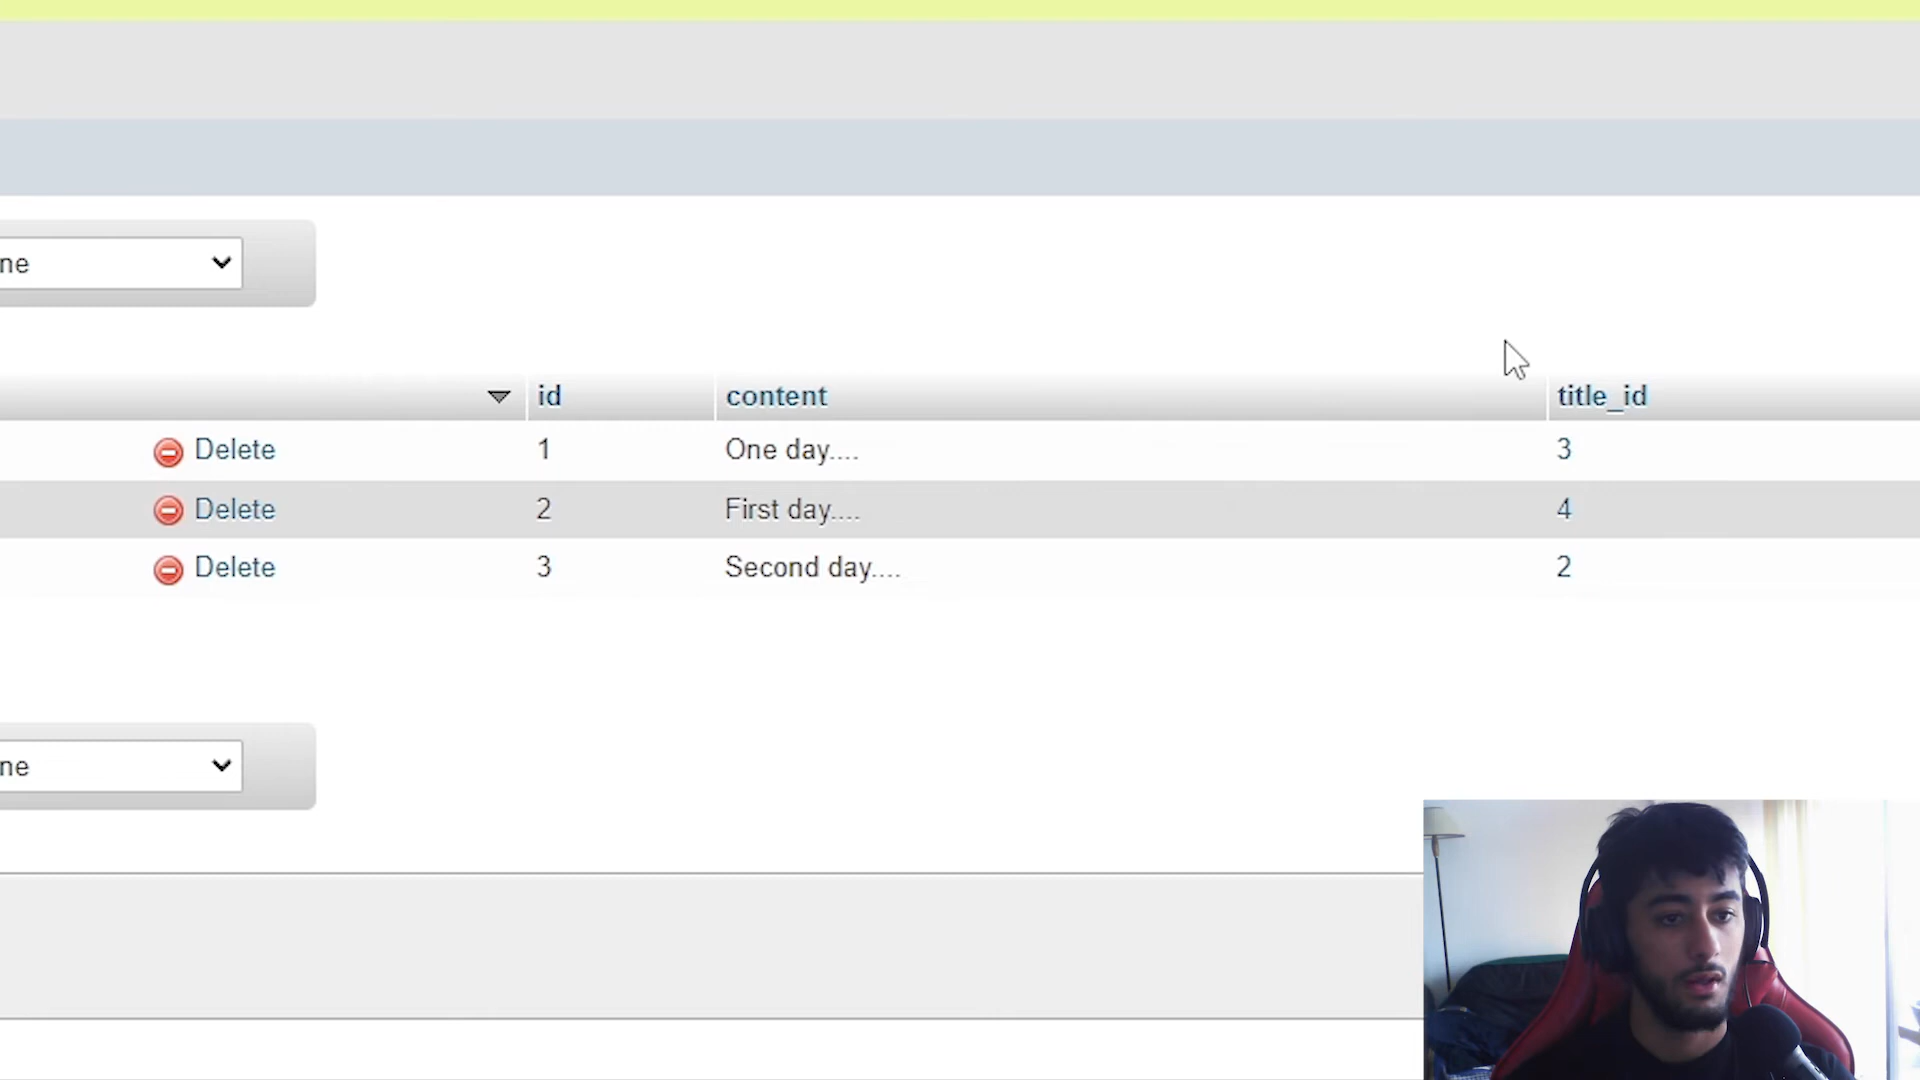 ne
id content title_id
Delete 1 One day.... 3
Delete 2 First day.... 4
Delete 3 Second day.... 2
ne